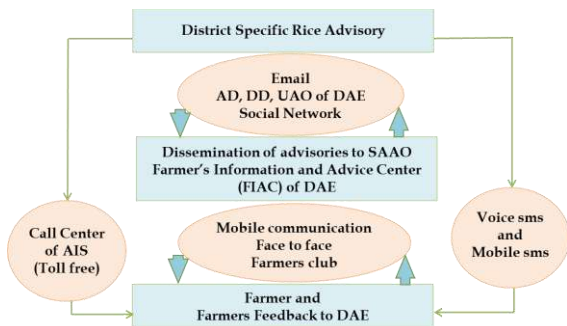 District Specific Rice Advisory
Email
AD, DD, UAO of DAE
Social Network
Dissemination of advisories to SAAO
Farmer's Information and Advice Center
(FIAC) of DAE
Call Center
of AIS
(Toll free)
Mobile communication
Face to face
Farmers club
Voice sms
and
Mobile sms
Farmer and
Farmers Feedback to DAE